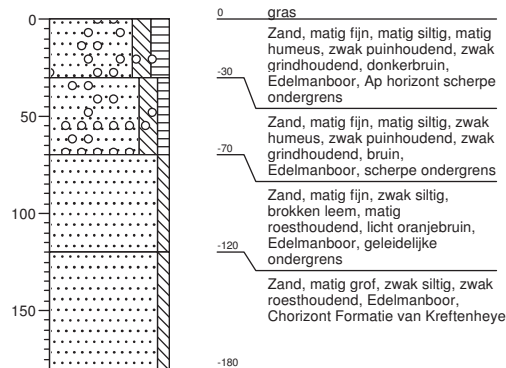 0
50
100
150
0 gras
Zand, matig fijn, matig siltig, matig
humeus, zwak puinhoudend, zwak
grindhoudend, donkerbruin,
Edelmanboor, Ap horizont scherpe
ondergrens
-30
Zand, matig fijn, matig siltig, zwak
humeus, zwak puinhoudend, zwak
grindhoudend, bruin,
Edelmanboor, scherpe ondergrens
-70
Zand, matig fijn, zwak siltig,
brokken leem, matig
roesthoudend, licht oranjebruin,
Edelmanboor, geleidelijke
ondergrens
-120
Zand, matig grof, zwak siltig, zwak
roesthoudend, Edelmanboor,
Chorizont Formatie van Kreftenheye
-180